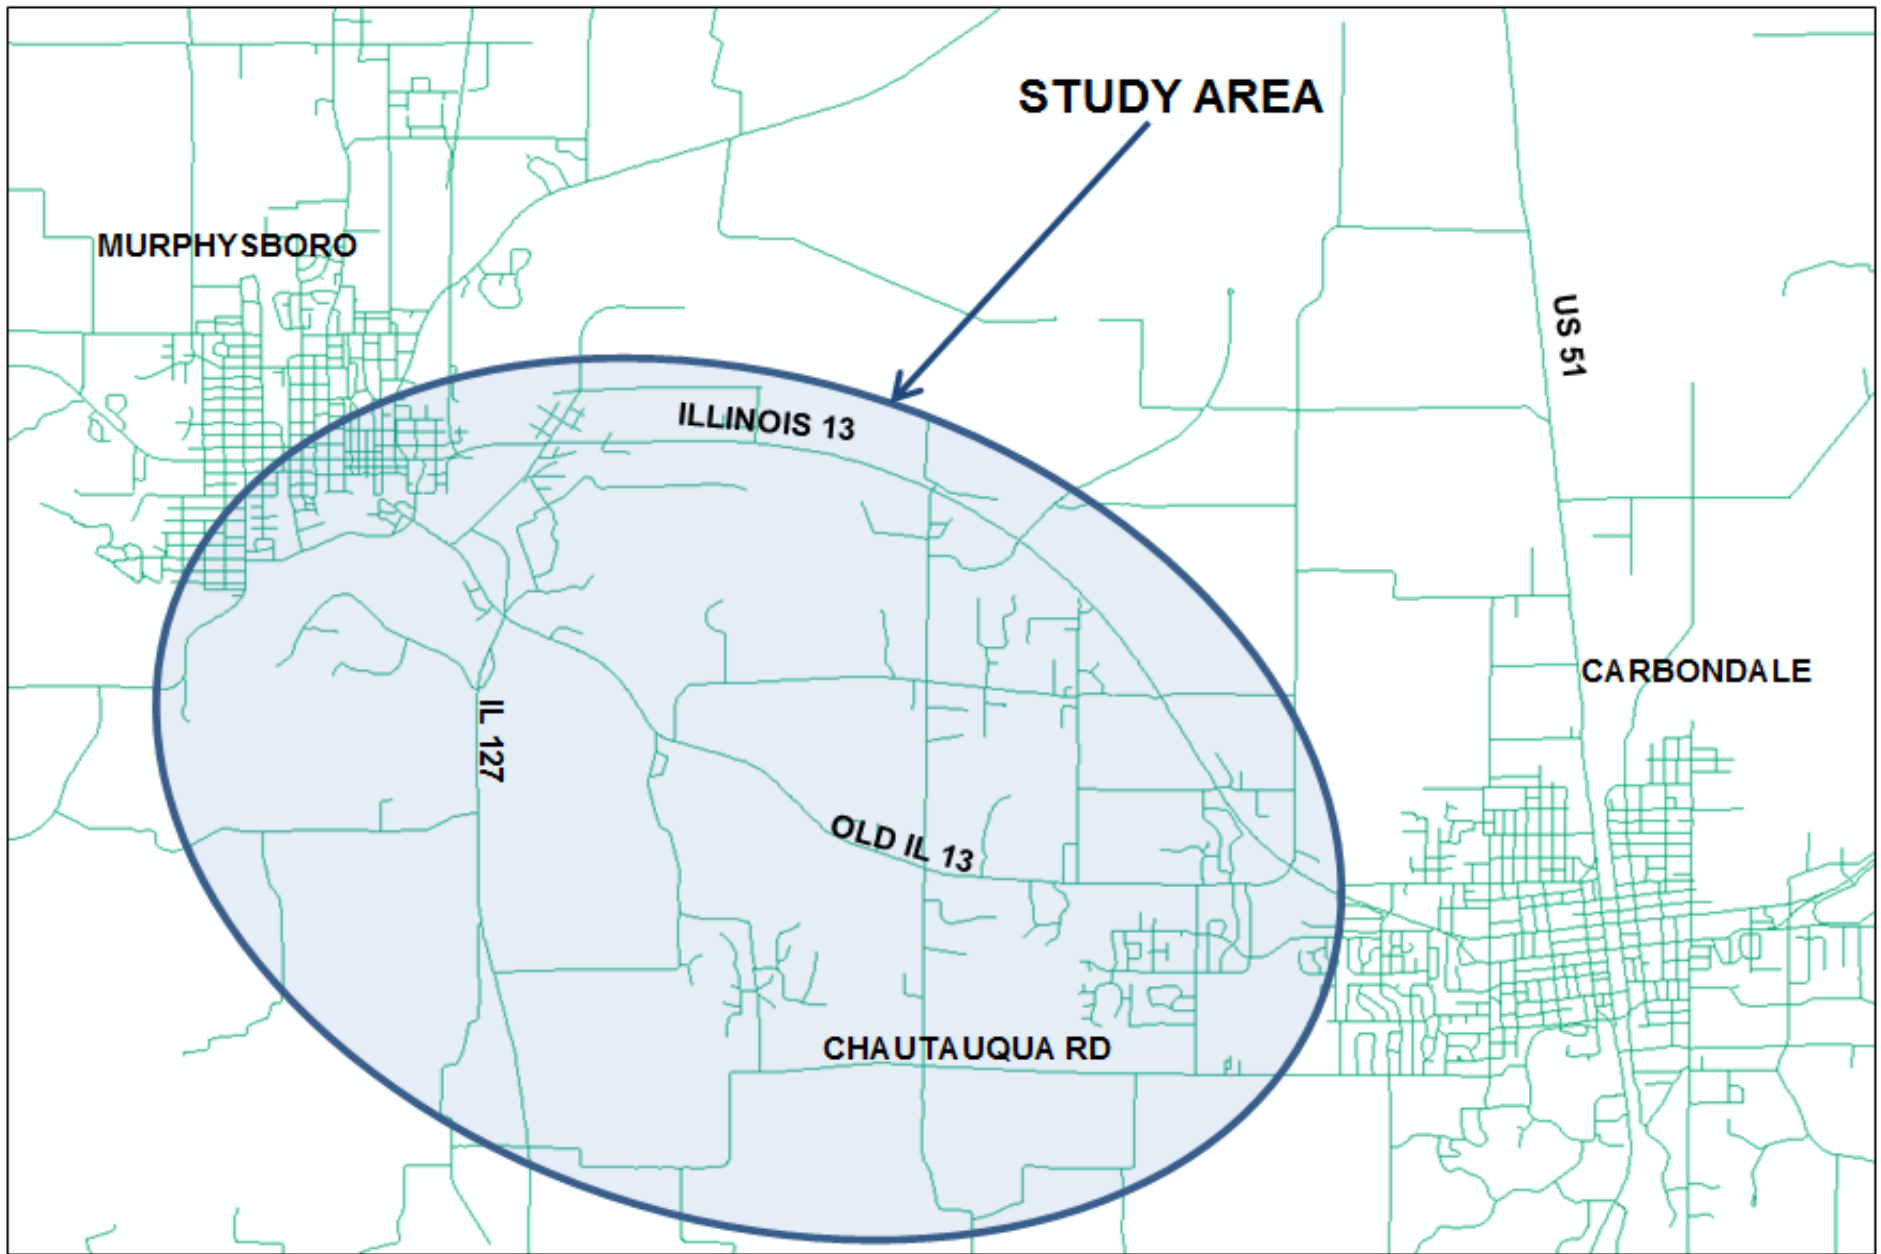 STUDY AREA
MURPHYSBORO
US 51
ILLINOIS 13
CARBONDALE
IL 127
OLD IL 13
CHAUTAUQUA RD